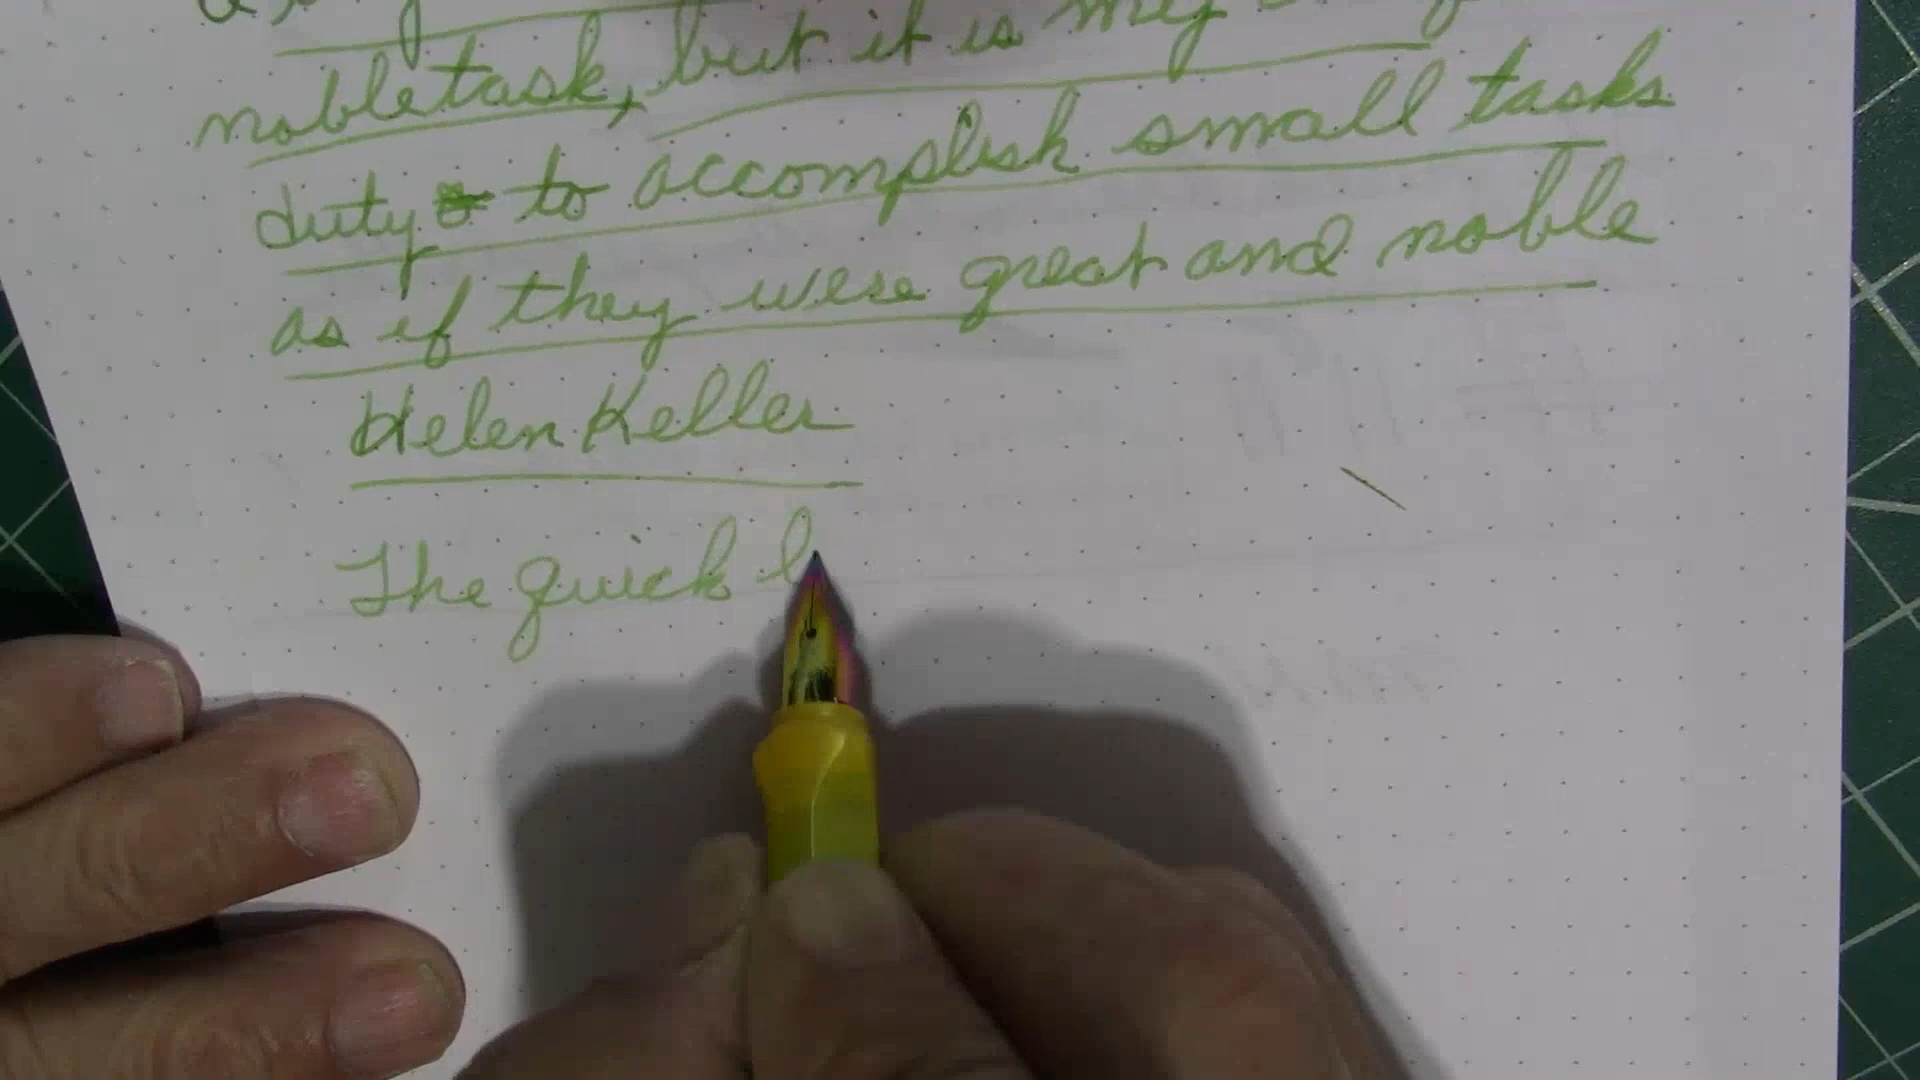 noble task, but it is my
duty to accomplish small tasks
as if they were great and noble
Helen Keller
The quick b